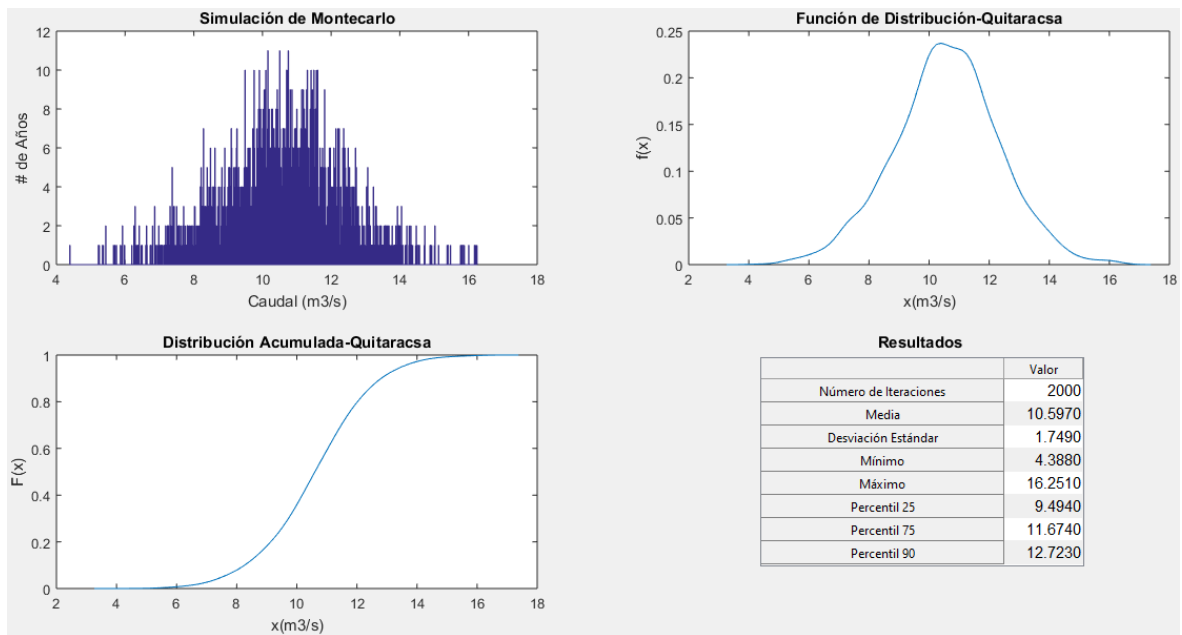 Simulación de Montecarlo
12
10
8
6
4
2
0
# de Años
4 6 8 10 12 14 16 18
Caudal (m3/s)
Función de Distribución-Quitaracsa
0.25
0.2
0.15
0.1
0.05
0
f(x)
2 4 6 8 10 12 14 16 18
x(m3/s)
Distribución Acumulada-Quitaracsa
1
0.8
0.6
0.4
0.2
0
F(x)
2 4 6 8 10 12 14 16 18
x(m3/s)
Resultados
Valor
Número de Iteraciones 2000
Media 10.5970
Desviación Estándar 1.7490
Mínimo 4.3880
Máximo 16.2510
Percentil 25 9.4940
Percentil 75 11.6740
Percentil 90 12.7230